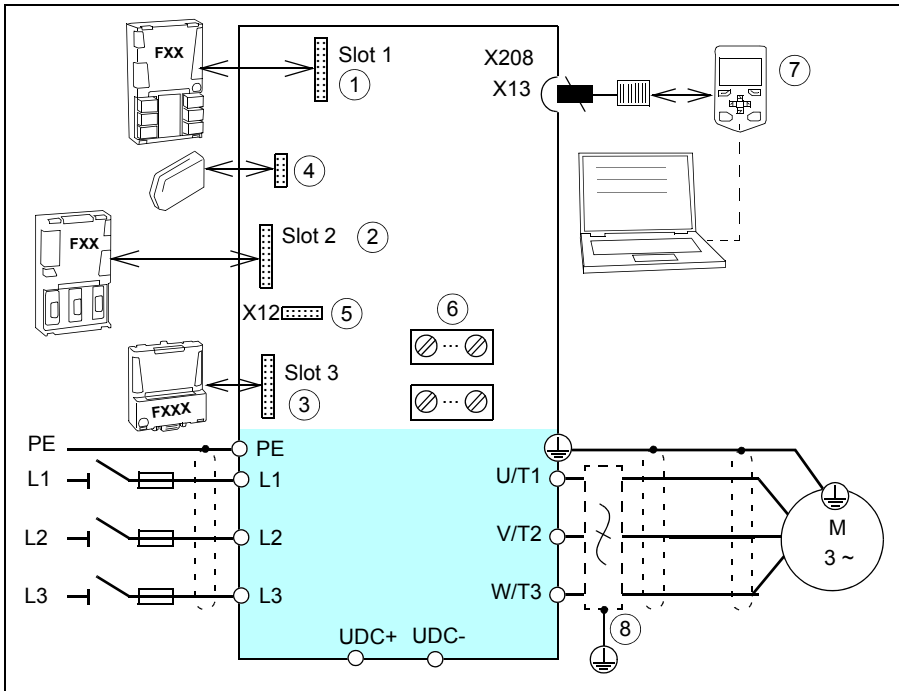 FXX
Slot 1
1
X208
X13
7
4
FXX
Slot 2
2
X12
5
6
Slot 3
3
FXXX
PE
PE
L1
L1
U/T1
L2
L2
V/T2
M
3 ~
L3
L3
W/T3
8
UDC+ UDC-